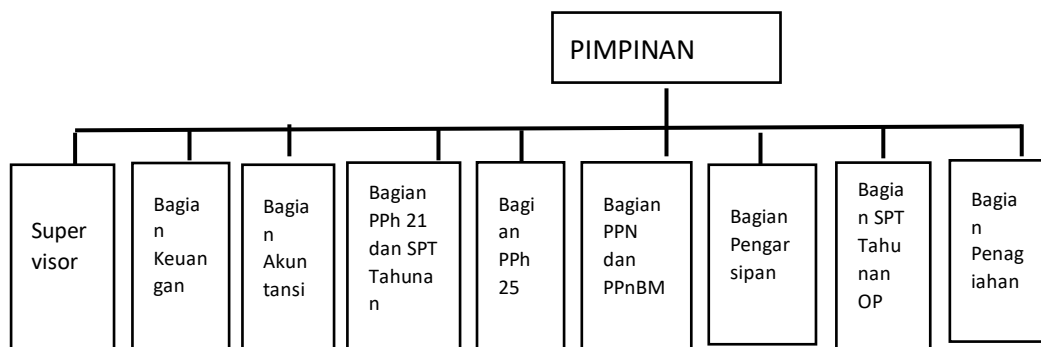 PIMPINAN
Super
visor
Bagia
n
Keuan
gan
Bagia
n
Akun
tansi
Bagian
PPh 21
dan SPT
Tahuna
n
Bagi
an
PPh
25
Bagian
PPN
dan
PPnBM
Bagian
Pengar
sipan
Bagia
n SPT
Tahu
nan
OP
Bagia
n
Penag
iahan